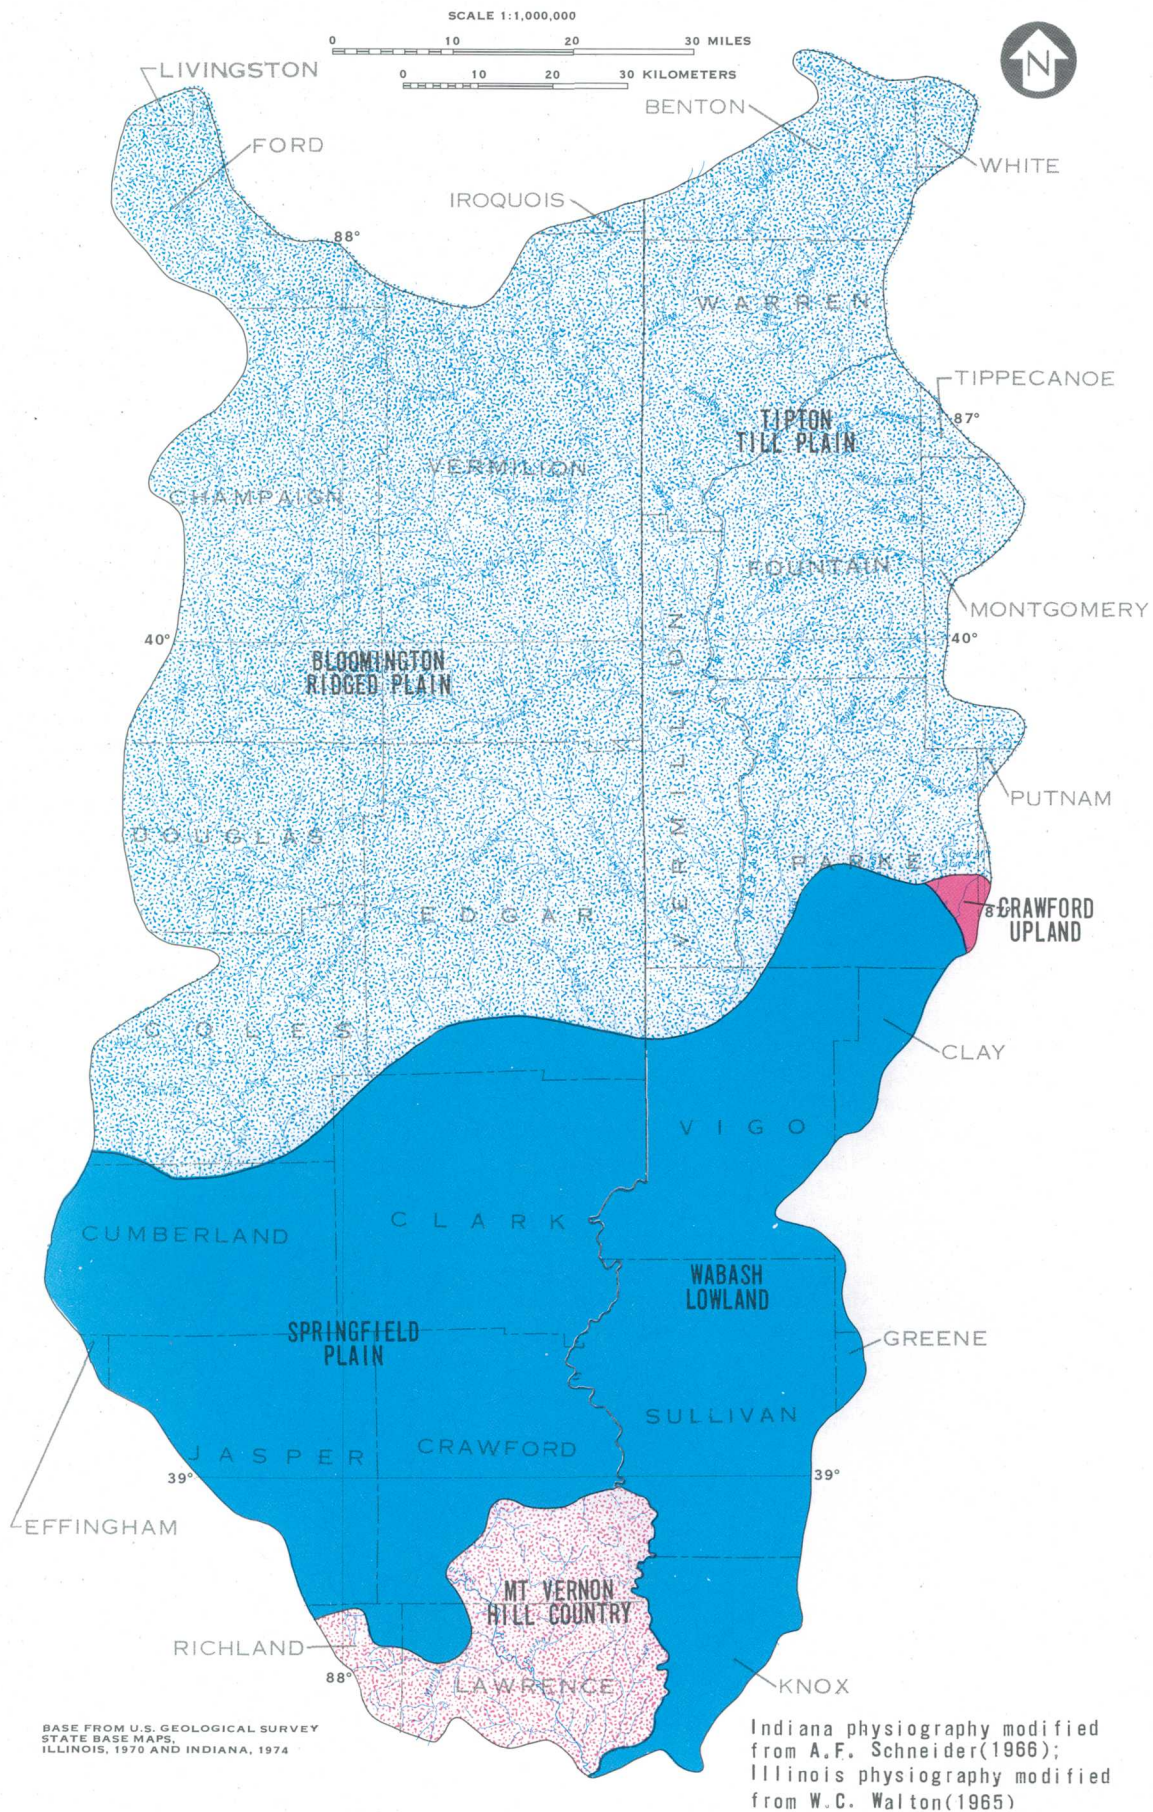 SCALE 1:1,000,000
0 10 20 30 MILES
0 10 20 30 KILOMETERS
N
LIVINGSTON
BENTON
FORD
WHITE
IROQUOIS
88°
WARREN
TIPPECANOE
87°
TIPTON
TILL PLAIN
VERMILION
CHAMPAIGN
FOUNTAIN
MONTGOMERY
40°
40°
BLOOMINGTON
RIDGED PLAIN
VERMILLION
PUTNAM
DOUGLAS
PARKE
EDGAR
CRAWFORD
UPLAND
COLES
CLAY
VIGO
CLARK
CUMBERLAND
WABASH
LOWLAND
SPRINGFIELD
PLAIN
GREENE
SULLIVAN
CRAWFORD
JASPER
39°
39°
EFFINGHAM
MT VERNON
HILL COUNTRY
RICHLAND
88°
LAWRENCE
KNOX
BASE FROM U.S. GEOLOGICAL SURVEY
STATE BASE MAPS,
ILLINOIS, 1970 AND INDIANA, 1974
Indiana physiography modified
from A.F. Schneider(1966);
Illinois physiography modified
from W.C. Walton(1965)